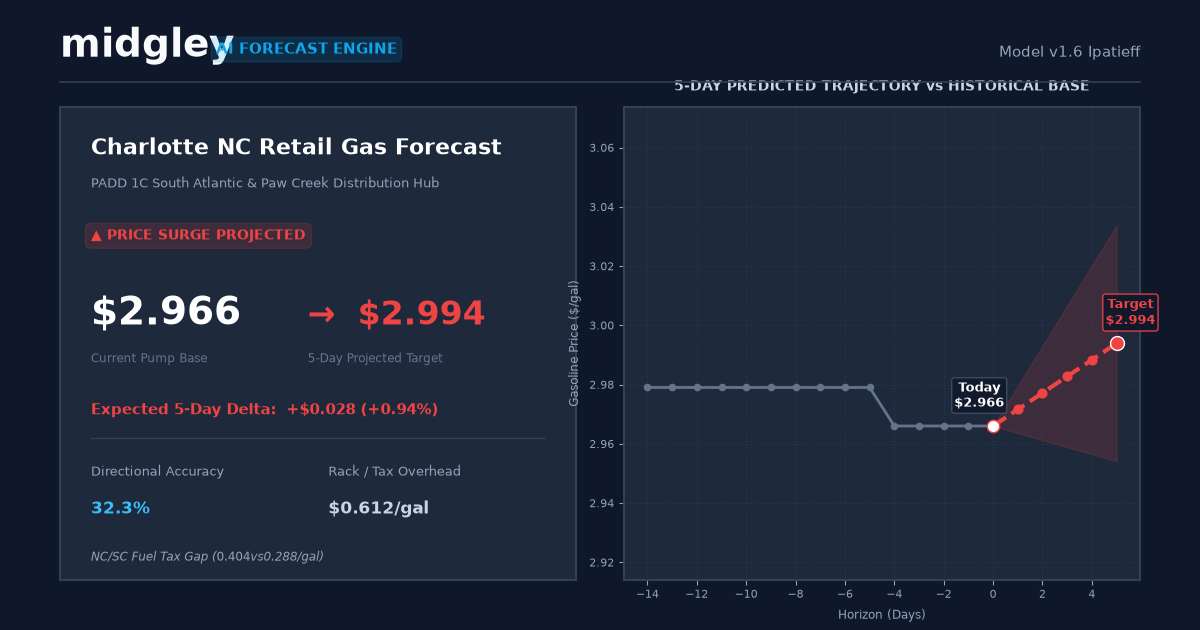 midgley
AI FORECAST ENGINE
Model v1.6 Ipatieff
Charlotte NC Retail Gas Forecast
PADD 1C South Atlantic & Paw Creek Distribution Hub
▲ PRICE SURGE PROJECTED
$2.966
→ $2.994
Current Pump Base
5-Day Projected Target
Expected 5-Day Delta: +$0.028 (+0.94%)
Directional Accuracy
Rack / Tax Overhead
32.3%
$0.612/gal
NC/SC Fuel Tax Gap (0.404vs0.288/gal)
5-DAY PREDICTED TRAJECTORY vs HISTORICAL BASE
Gasoline Price ($/gal)
3.06
3.04
3.02
3.00
2.98
2.96
2.94
2.92
Today
$2.966
Target
$2.994
−14 −12 −10 −8 −6 −4 −2 0 2 4
Horizon (Days)